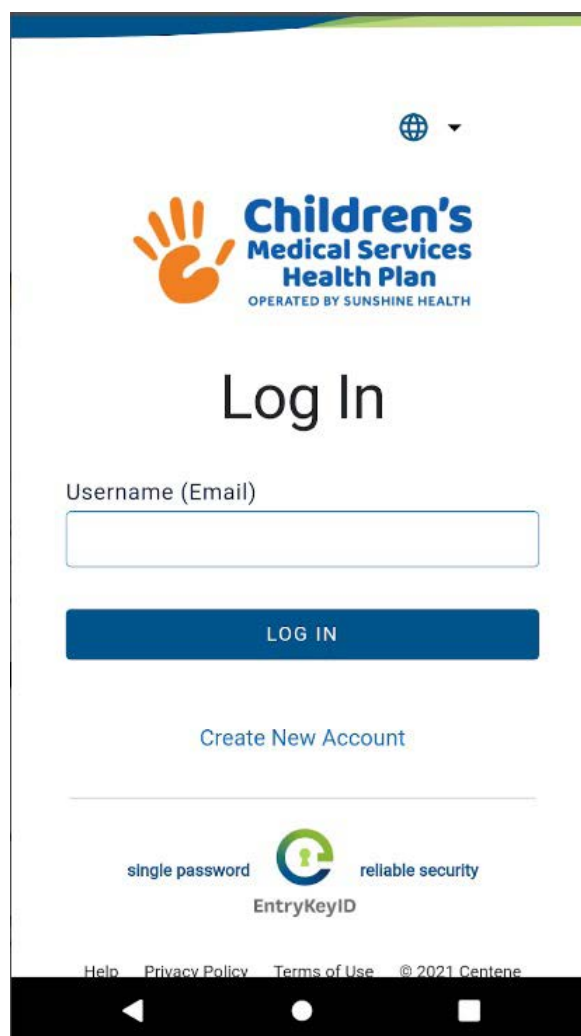 Children's
Medical Services
Health Plan
OPERATED BY SUNSHINE HEALTH
Log In
Username (Email)
LOG IN
Create New Account
single password reliable security
EntryKeyID
Help Privacy Policy Terms of Use © 2021 Centene